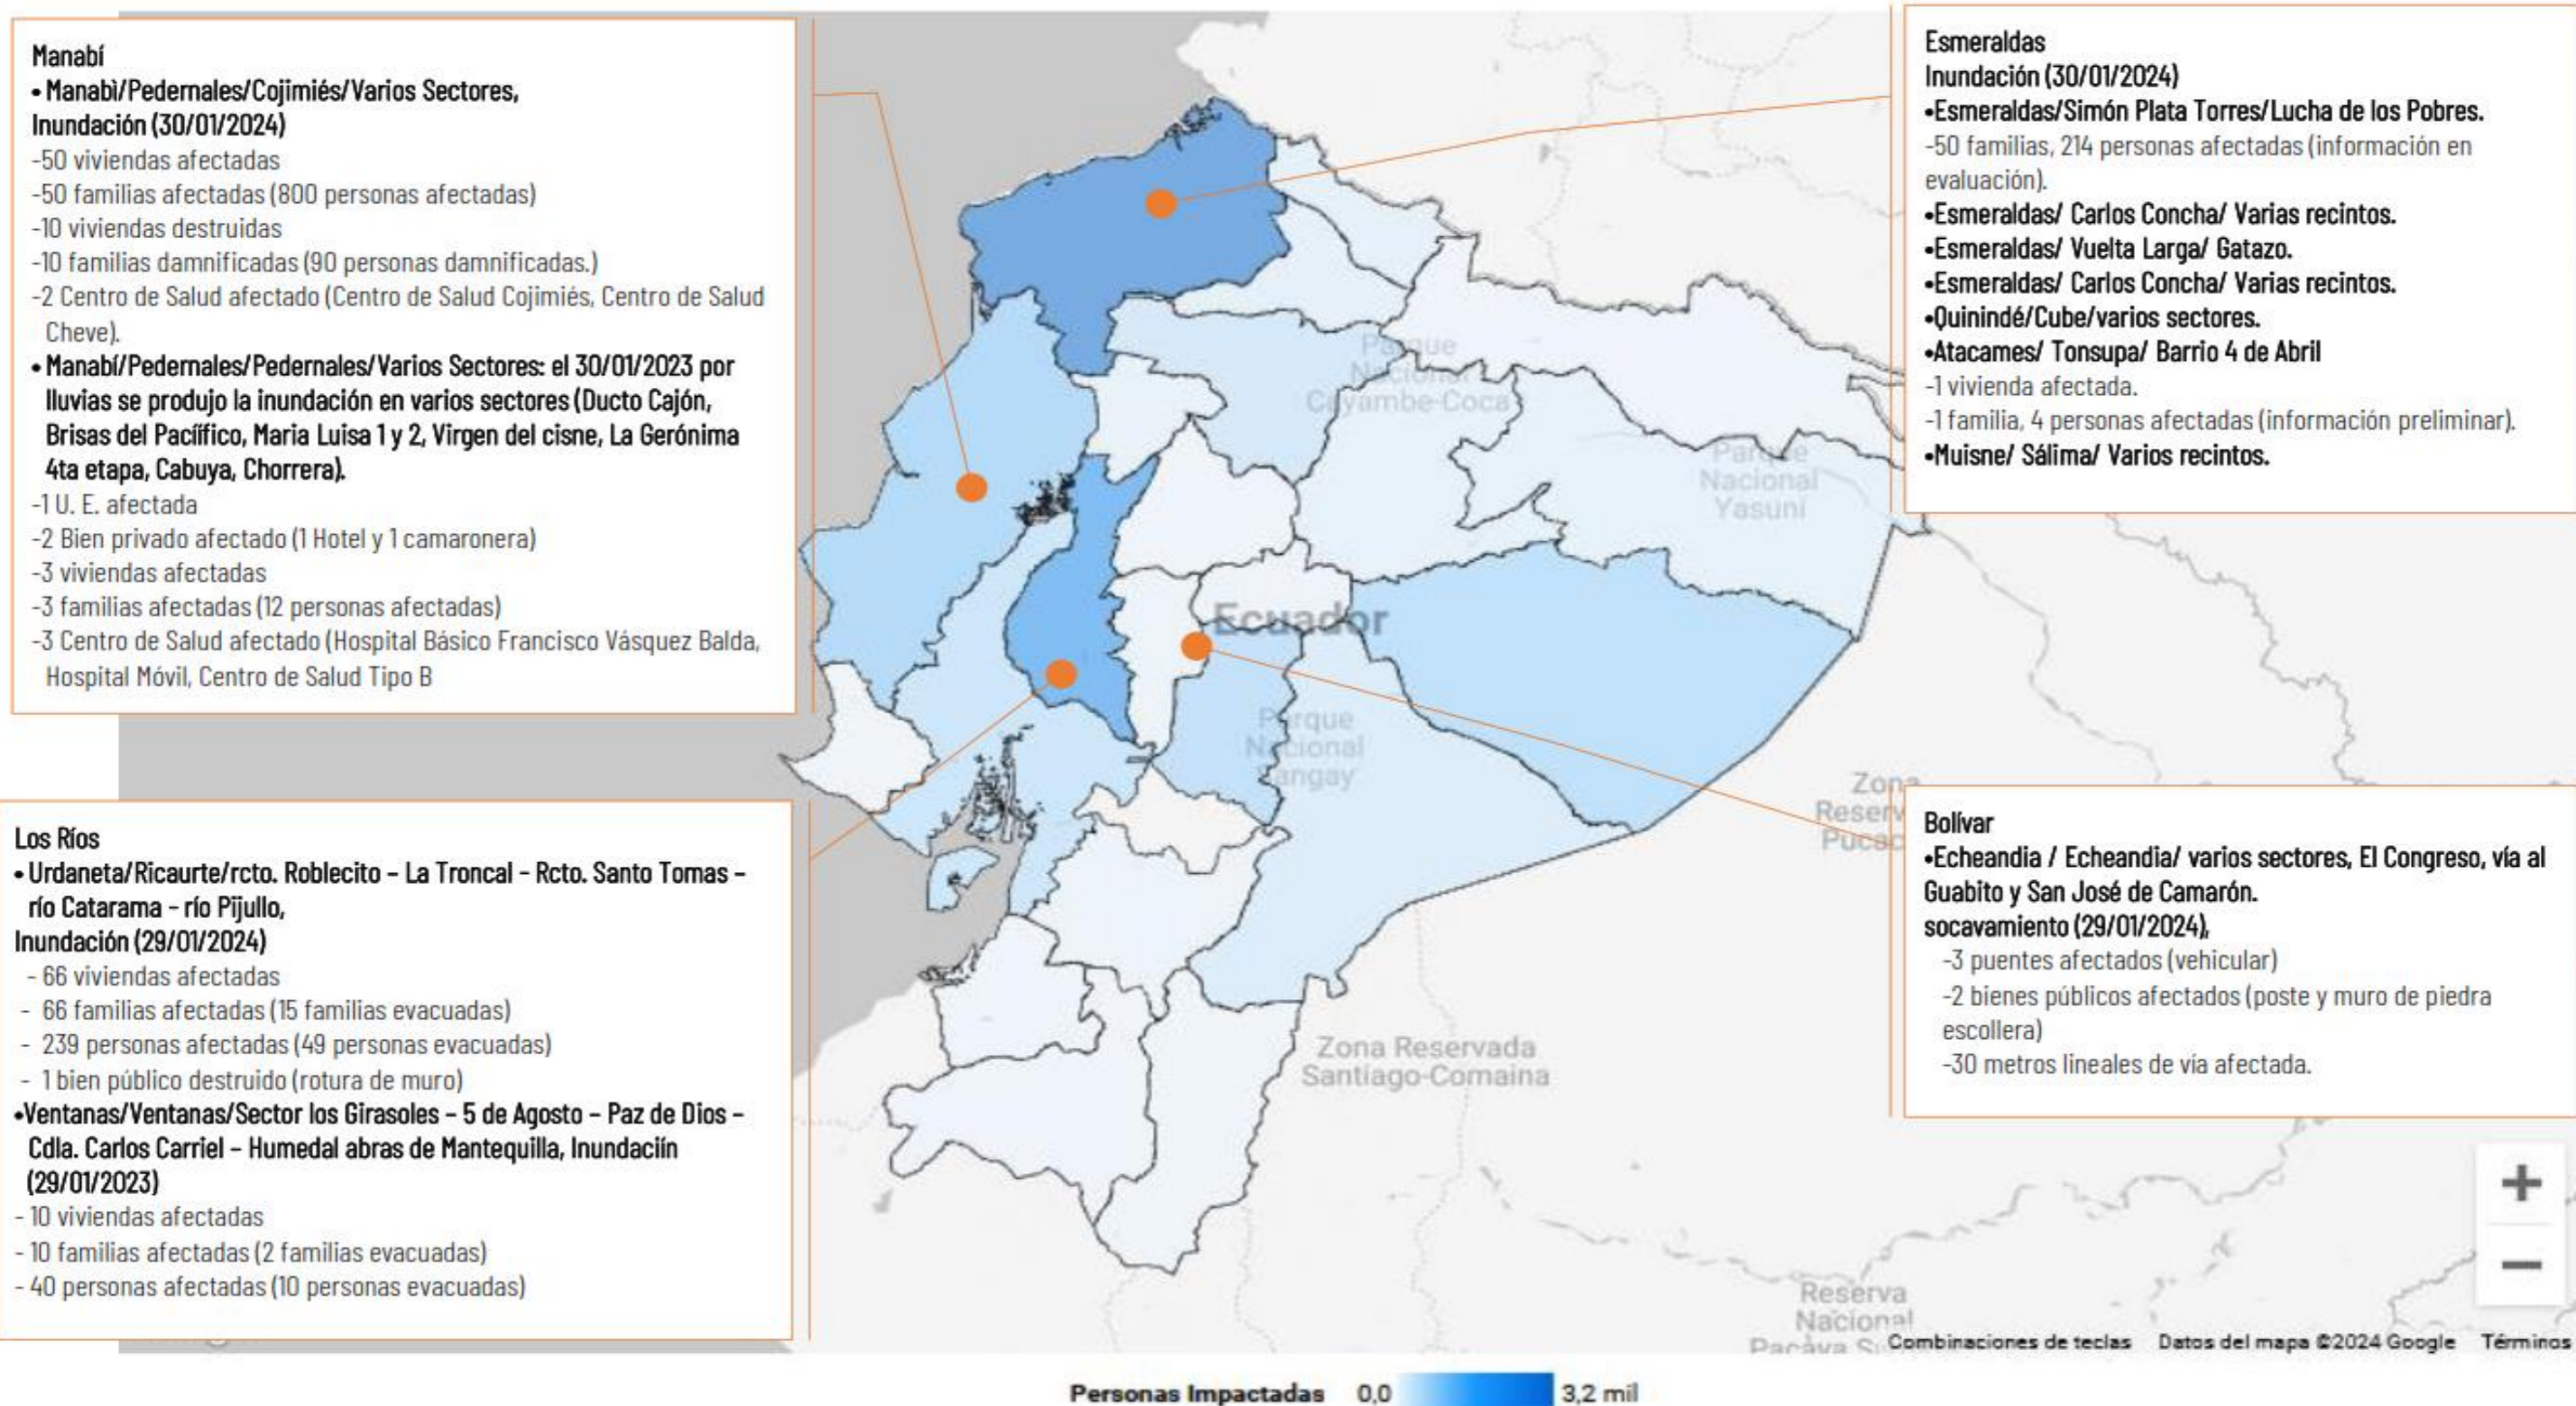 Manabí
• Manabì/Pedernales/Cojimiés/Varios Sectores,
Inundación (30/01/2024)
-50 viviendas afectadas
-50 familias afectadas (800 personas afectadas)
-10 viviendas destruidas
-10 familias damnificadas (90 personas damnificadas.)
-2 Centro de Salud afectado (Centro de Salud Cojimiés, Centro de Salud
Cheve).
• Manabí/Pedernales/Pedernales/Varios Sectores: el 30/01/2023 por
lluvias se produjo la inundación en varios sectores (Ducto Cajón,
Brisas del Pacíifico, Maria Luisa 1 y 2, Virgen del cisne, La Gerónima
4ta etapa, Cabuya, Chorrera).
-1 U. E. afectada
-2 Bien privado afectado (1 Hotel y 1 camaronera)
-3 viviendas afectadas
-3 familias afectadas (12 personas afectadas)
-3 Centro de Salud afectado (Hospital Básico Francisco Vásquez Balda,
Hospital Móvil, Centro de Salud Tipo B
Los Ríos
• Urdaneta/Ricaurte/rcto. Roblecito – La Troncal – Rcto. Santo Tomas –
río Catarama – río Pijullo,
Inundación (29/01/2024)
- 66 viviendas afectadas
- 66 familias afectadas (15 familias evacuadas)
- 239 personas afectadas (49 personas evacuadas)
- 1 bien público destruido (rotura de muro)
•Ventanas/Ventanas/Sector los Girasoles – 5 de Agosto – Paz de Dios –
Cdla. Carlos Carriel – Humedal abras de Mantequilla, Inundaciín
(29/01/2023)
- 10 viviendas afectadas
- 10 familias afectadas (2 familias evacuadas)
- 40 personas afectadas (10 personas evacuadas)
Esmeraldas
Inundación (30/01/2024)
•Esmeraldas/Simón Plata Torres/Lucha de los Pobres.
-50 familias, 214 personas afectadas (información en
evaluación).
•Esmeraldas/ Carlos Concha/ Varias recintos.
•Esmeraldas/ Vuelta Larga/ Gatazo.
•Esmeraldas/ Carlos Concha/ Varias recintos.
•Quinindé/Cube/varios sectores.
•Atacames/ Tonsupa/ Barrio 4 de Abril
-1 vivienda afectada.
-1 familia, 4 personas afectadas (información preliminar).
•Muisne/ Sálima/ Varios recintos.
Bolívar
•Echeandia / Echeandia/ varios sectores, El Congreso, vía al
Guabito y San José de Camarón.
socavamiento (29/01/2024),
-3 puentes afectados (vehicular)
-2 bienes públicos afectados (poste y muro de piedra
escollera)
-30 metros lineales de vía afectada.
Parque
Nacional
Cayambe-Coca
Parque
Nacional
Yasuní
Ecuador
Parque
Nacional
Sangay
Zona
Reserv
Pucac
Zona Reservada
Santiago-Comaina
Reserva
Nacional
Pacaya S
Combinaciones de teclas Datos del mapa ©2024 Google Términos
Personas Impactadas 0,0 3,2 mil
+
−